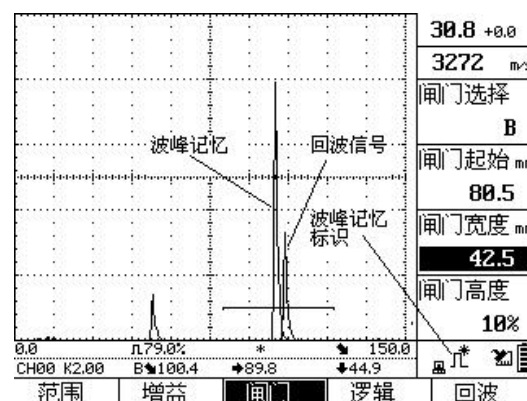 30.8 +0.0
3272 m/s
闸门选择
B
闸门起始 mm
80.5
闸门宽度 mm
42.5
闸门高度
10%
波峰记忆
回波信号
波峰记忆
标识
0.0 79.0% * 150.0
CH00 K2.00 B 100.4 89.8 44.9
范围 增益 闸门 逻辑 回波